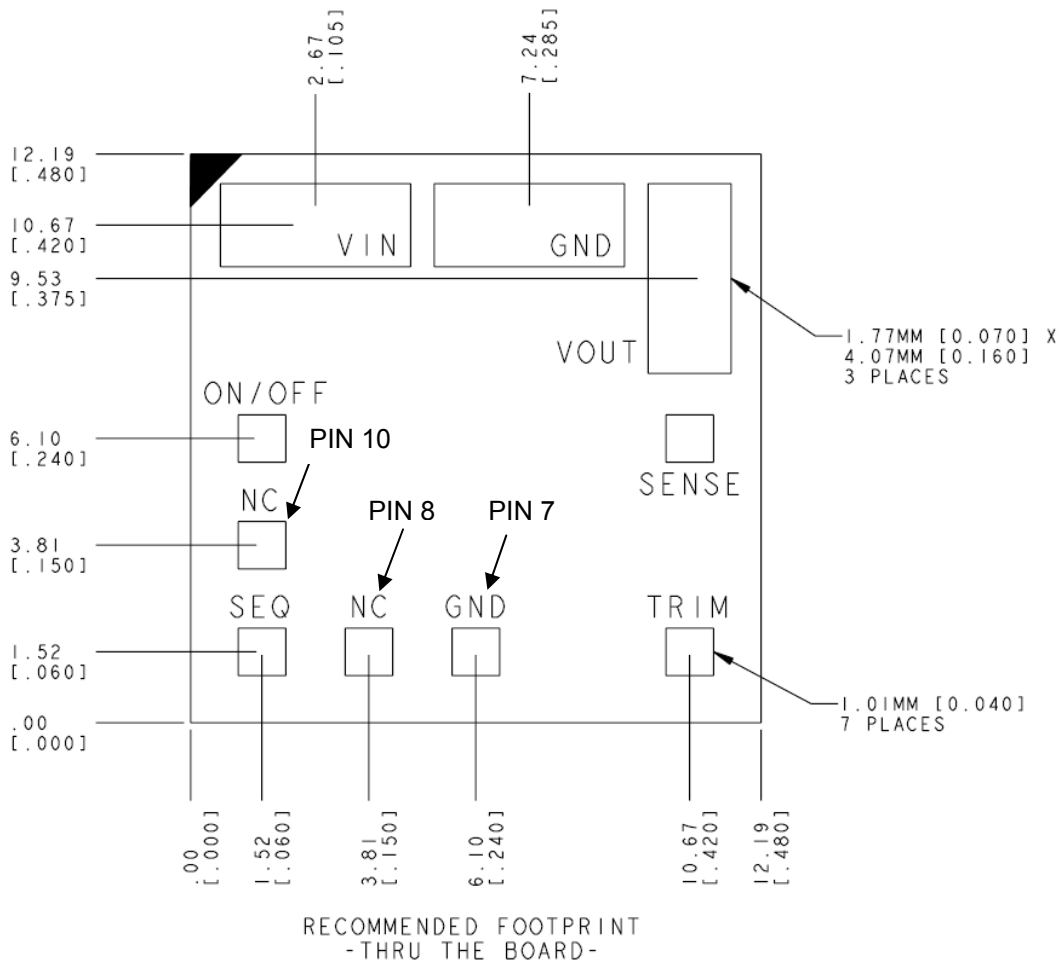 2.67
[.105]
7.24
[.285]
12.19
[.480]
10.67
[.420]
VIN
GND
9.53
[.375]
1.77MM [0.070] X
4.07MM [0.160]
3 PLACES
VOUT
ON/OFF
6.10
[.240]
PIN 10
SENSE
NC
PIN 8
PIN 7
3.81
[.150]
SEQ
NC
GND
TRIM
1.52
[.060]
1.01MM [0.040]
7 PLACES
.00
[.000]
.00
[.000]
1.52
[.060]
3.81
[.150]
6.10
[.240]
10.67
[.420]
12.19
[.480]
RECOMMENDED FOOTPRINT
-THRU THE BOARD-